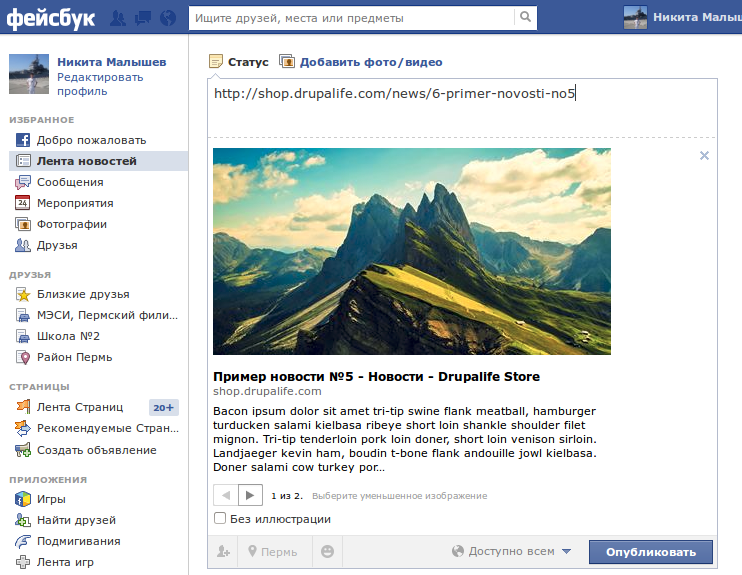 фейсбук
Ищите друзей, места или предметы
Никита Малыш
Никита Малышев
Редактировать
профиль
ИЗБРАННОЕ
Добро пожаловать
Лента новостей
Сообщения
24
Мероприятия
Фотографии
Друзья
ДРУЗЬЯ
Близкие друзья
МЭСИ, Пермский фили...
Школа №2
Район Пермь
СТРАНИЦЫ
Лента Страниц 20+
Рекомендуемые Стран...
Создать объявление
ПРИЛОЖЕНИЯ
Игры
Найти друзей
Подмигивания
Лента игр
Статус Добавить фото/видео
http://shop.drupalife.com/news/6-primer-novosti-no5
Пример новости №5 - Новости - Drupalife Store
shop.drupalife.com
Bacon ipsum dolor sit amet tri-tip swine flank meatball, hamburger
turducken salami kielbasa ribeye short loin shankle shoulder filet
mignon. Tri-tip tenderloin pork loin doner, short loin venison sirloin.
Landjaeger kevin ham, boudin t-bone flank andouille jowl kielbasa.
Doner salami cow turkey por...
1 из 2. Выберите уменьшенное изображение
Без иллюстрации
Пермь
Доступно всем
Опубликовать